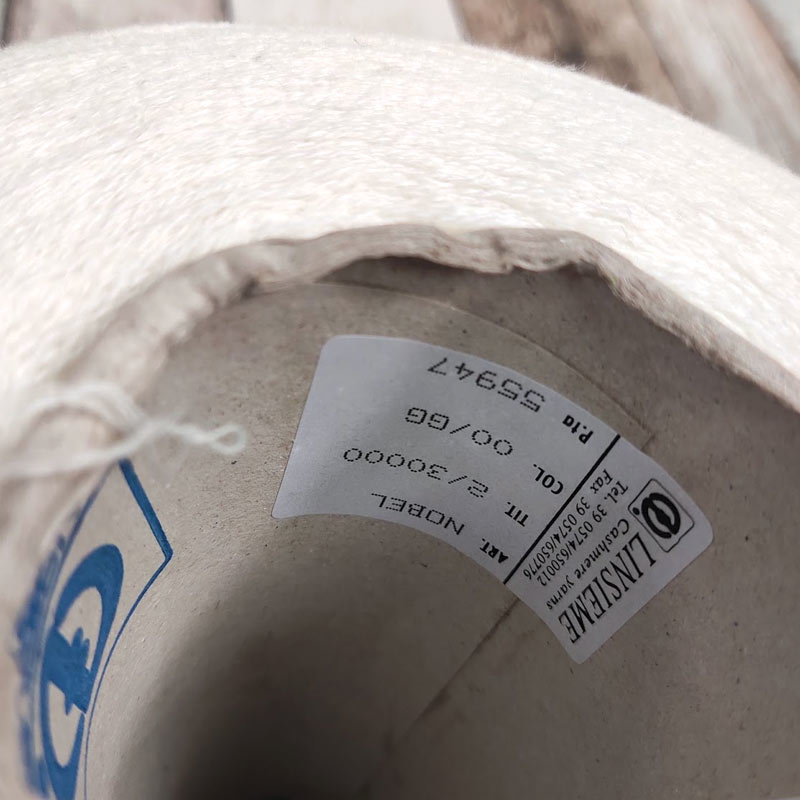 LINSIEME
Cashmere yarns
Tel. 39 0574/650012
Fax 39 0574/650776
ART. NOBEL
TIT. 2/30000
COL. 00/GG
P.ta 55947